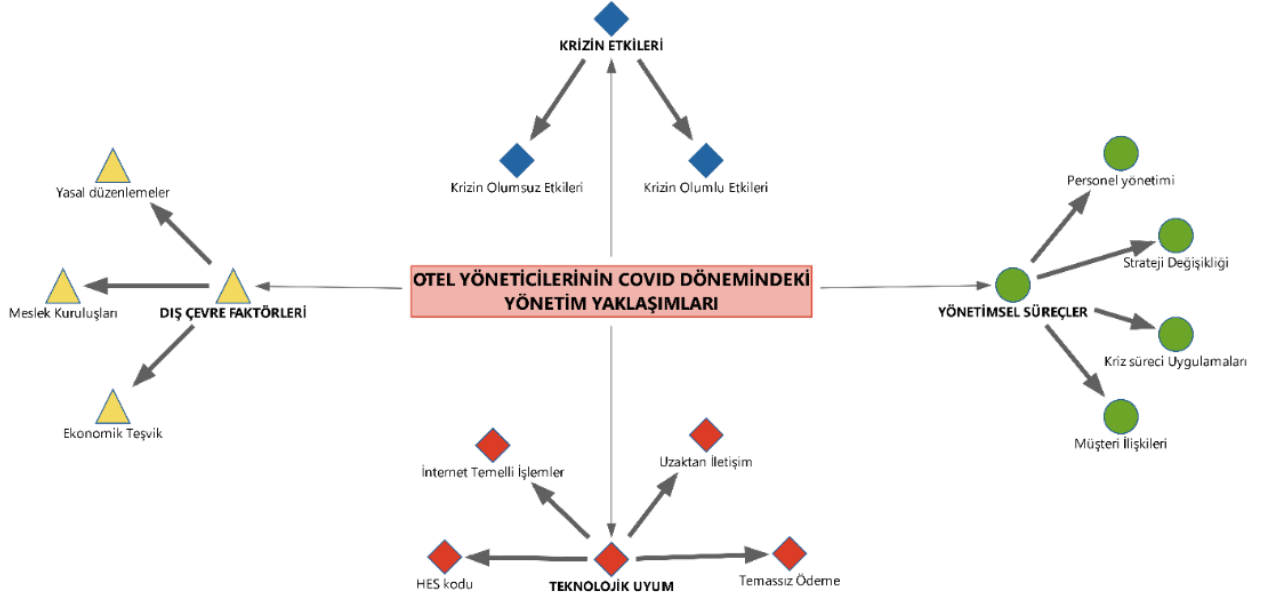 KRİZİN ETKİLERİ
Krizin Olumsuz Etkileri
Krizin Olumlu Etkileri
Yasal düzenlemeler
Meslek Kuruluşları
DIŞ ÇEVRE FAKTÖRLERİ
Ekonomik Teşvik
OTEL YÖNETİCİLERİNİN COVID DÖNEMİNDEKİ
YÖNETİM YAKLAŞIMLARI
Personel yönetimi
Strateji Değişikliği
YÖNETİMSEL SÜREÇLER
Kriz süreci Uygulamaları
Müşteri İlişkileri
İnternet Temelli İşlemler
Uzaktan İletişim
HES kodu
TEKNOLOJİK UYUM
Temassız Ödeme